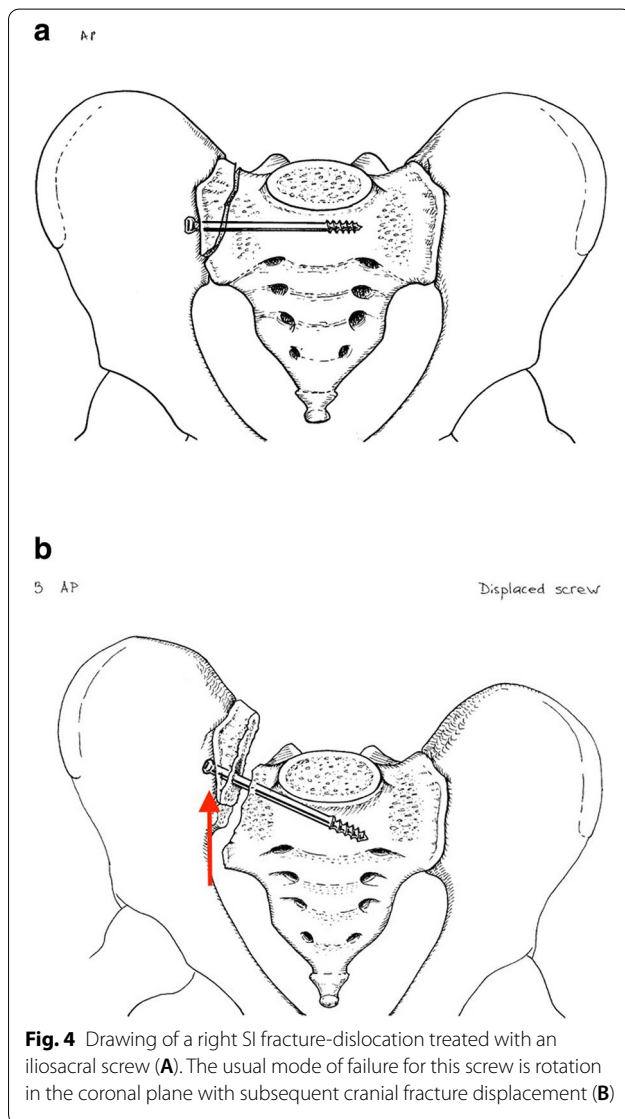 a AP
b
B AP Displaced screw
Fig. 4 Drawing of a right SI fracture-dislocation treated with an
iliosacral screw (A). The usual mode of failure for this screw is rotation
in the coronal plane with subsequent cranial fracture displacement (B)